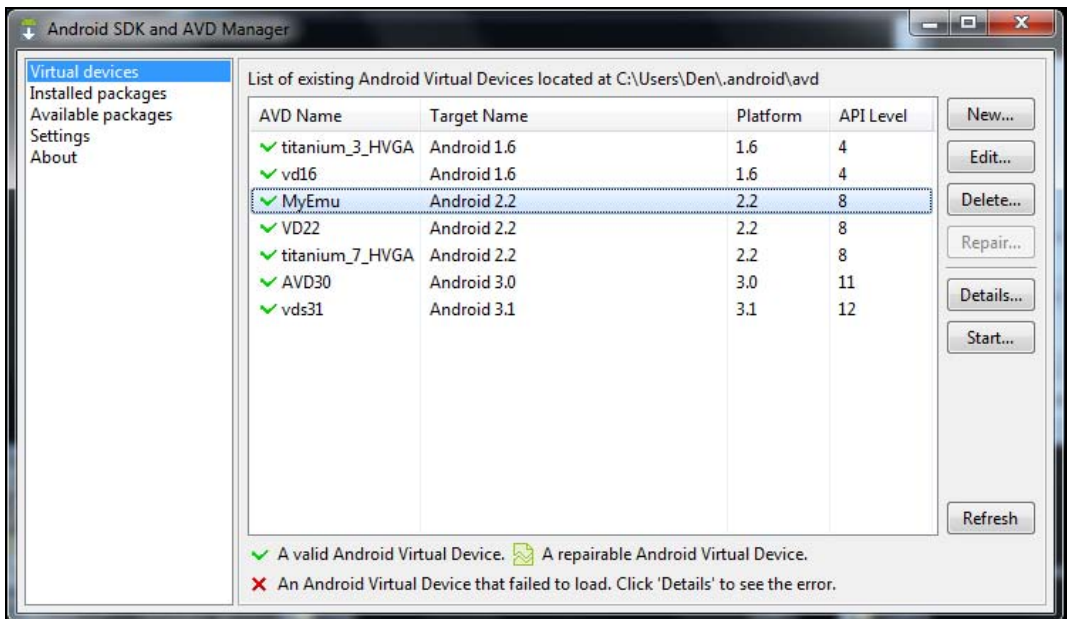 Android SDK and AVD Manager
Virtual devices
Installed packages
Available packages
Settings
About
List of existing Android Virtual Devices located at C:\Users\Den\.android\avd
AVD Name Target Name Platform API Level
titanium_3_HVGA Android 1.6 1.6 4
vd16 Android 1.6 1.6 4
MyEmu Android 2.2 2.2 8
VD22 Android 2.2 2.2 8
titanium_7_HVGA Android 2.2 2.2 8
AVD30 Android 3.0 3.0 11
vds31 Android 3.1 3.1 12
New...
Edit...
Delete...
Repair...
Details...
Start...
Refresh
A valid Android Virtual Device. A repairable Android Virtual Device.
An Android Virtual Device that failed to load. Click 'Details' to see the error.